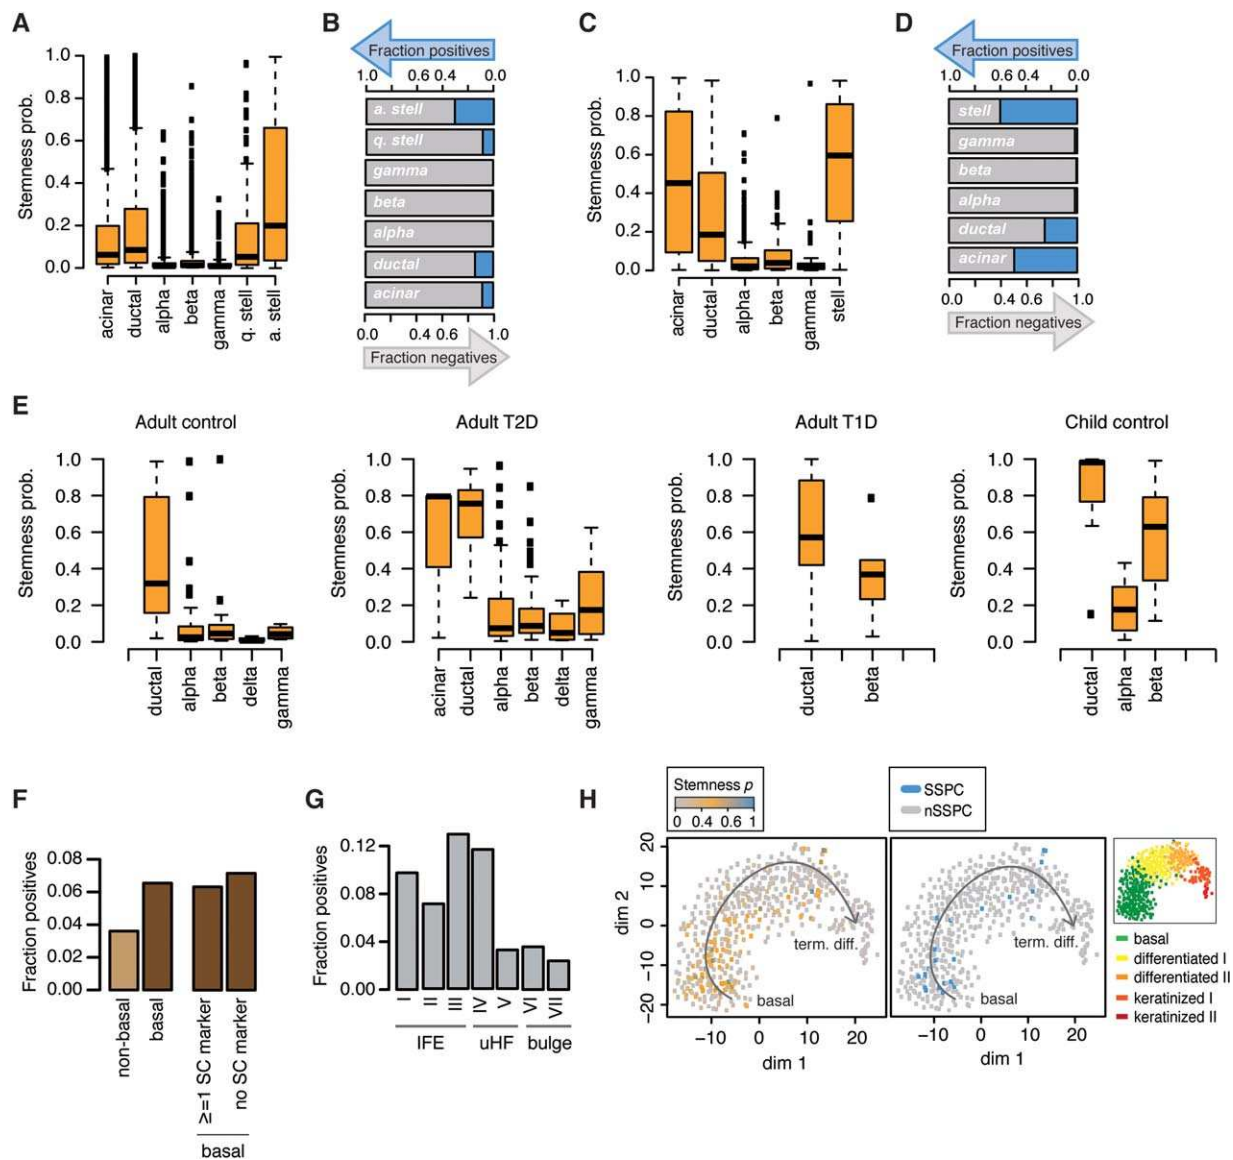 A
Stemness prob.
1.0
0.8
0.6
0.4
0.2
0.0
acinar
ductal
alpha
beta
gamma
q. stell
a. stell
B
Fraction positives
1.0 0.6 0.4 0.0
a. stell
q. stell
gamma
beta
alpha
ductal
acinar
0.0 0.4 0.6 1.0
Fraction negatives
C
Stemness prob.
1.0
0.8
0.6
0.4
0.2
0.0
acinar
ductal
alpha
beta
gamma
stell
D
Fraction positives
1.0 0.6 0.4 0.0
stell
gamma
beta
alpha
ductal
acinar
0.0 0.4 0.6 1.0
Fraction negatives
E
Adult control
Stemness prob.
1.0
0.8
0.6
0.4
0.2
0.0
ductal
alpha
beta
delta
gamma
Adult T2D
Stemness prob.
1.0
0.8
0.6
0.4
0.2
0.0
acinar
ductal
alpha
beta
delta
gamma
Adult T1D
Stemness prob.
1.0
0.8
0.6
0.4
0.2
0.0
ductal
beta
Child control
Stemness prob.
1.0
0.8
0.6
0.4
0.2
0.0
ductal
alpha
beta
F
Fraction positives
0.08
0.06
0.04
0.02
0.00
non-basal
basal
≥=1 SC marker
no SC marker
basal
G
Fraction positives
0.12
0.08
0.04
0.00
I
II
III
IV
V
VI
VII
IFE uHF bulge
H
Stemness p
0 0.4 0.6 1
SSPC
nSSPC
dim 2
20
10
0
−10
−20
term. diff.
basal
−10 0 10 20
dim 1
term. diff.
basal
−10 0 10 20
dim 1
basal
differentiated I
differentiated II
keratinized I
keratinized II